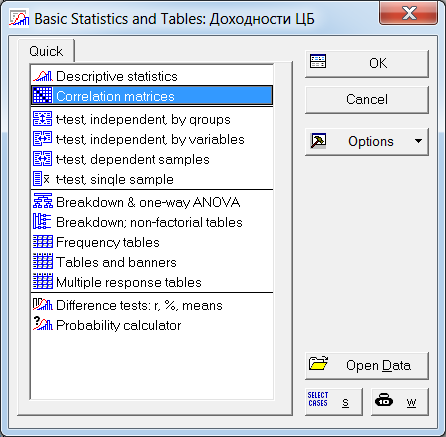 Basic Statistics and Tables: Доходности ЦБ
Quick
Descriptive statistics
Correlation matrices
t-test, independent, by groups
t-test, independent, by variables
t-test, dependent samples
t-test, single sample
Breakdown & one-way ANOVA
Breakdown; non-factorial tables
Frequency tables
Tables and banners
Multiple response tables
Difference tests: r, %, means
Probability calculator
OK
Cancel
Options
Open Data
SELECT CASES S
10 W